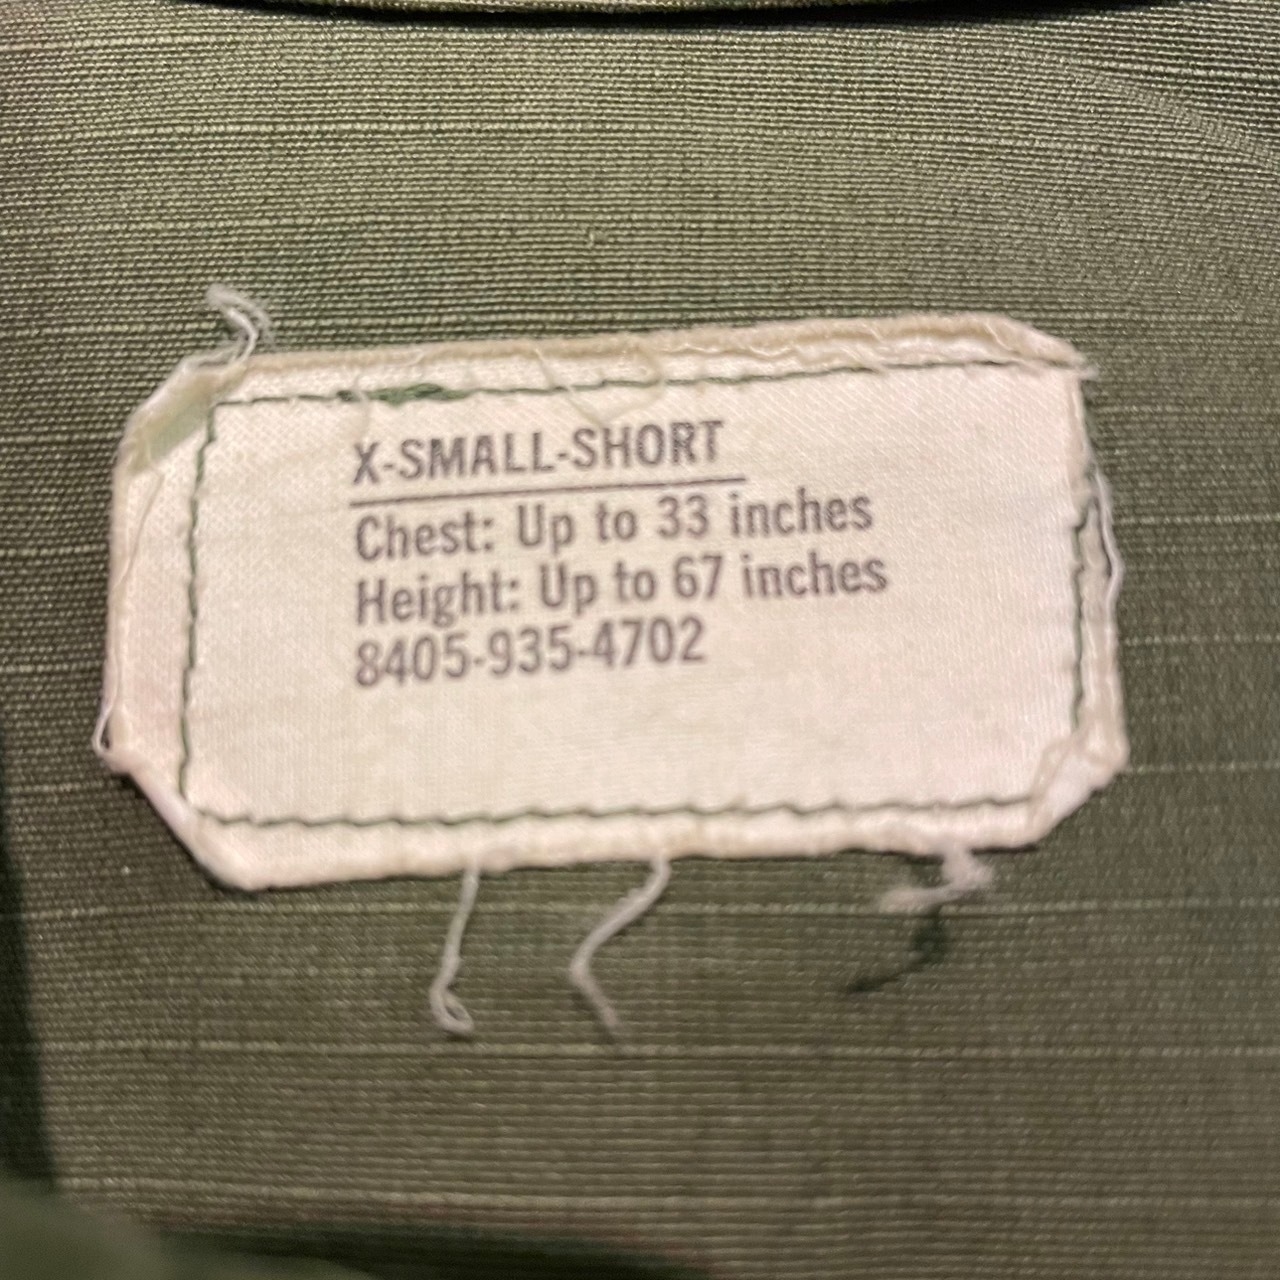 X-SMALL-SHORT
Chest: Up to 33 inches
Height: Up to 67 inches
8405-935-4702